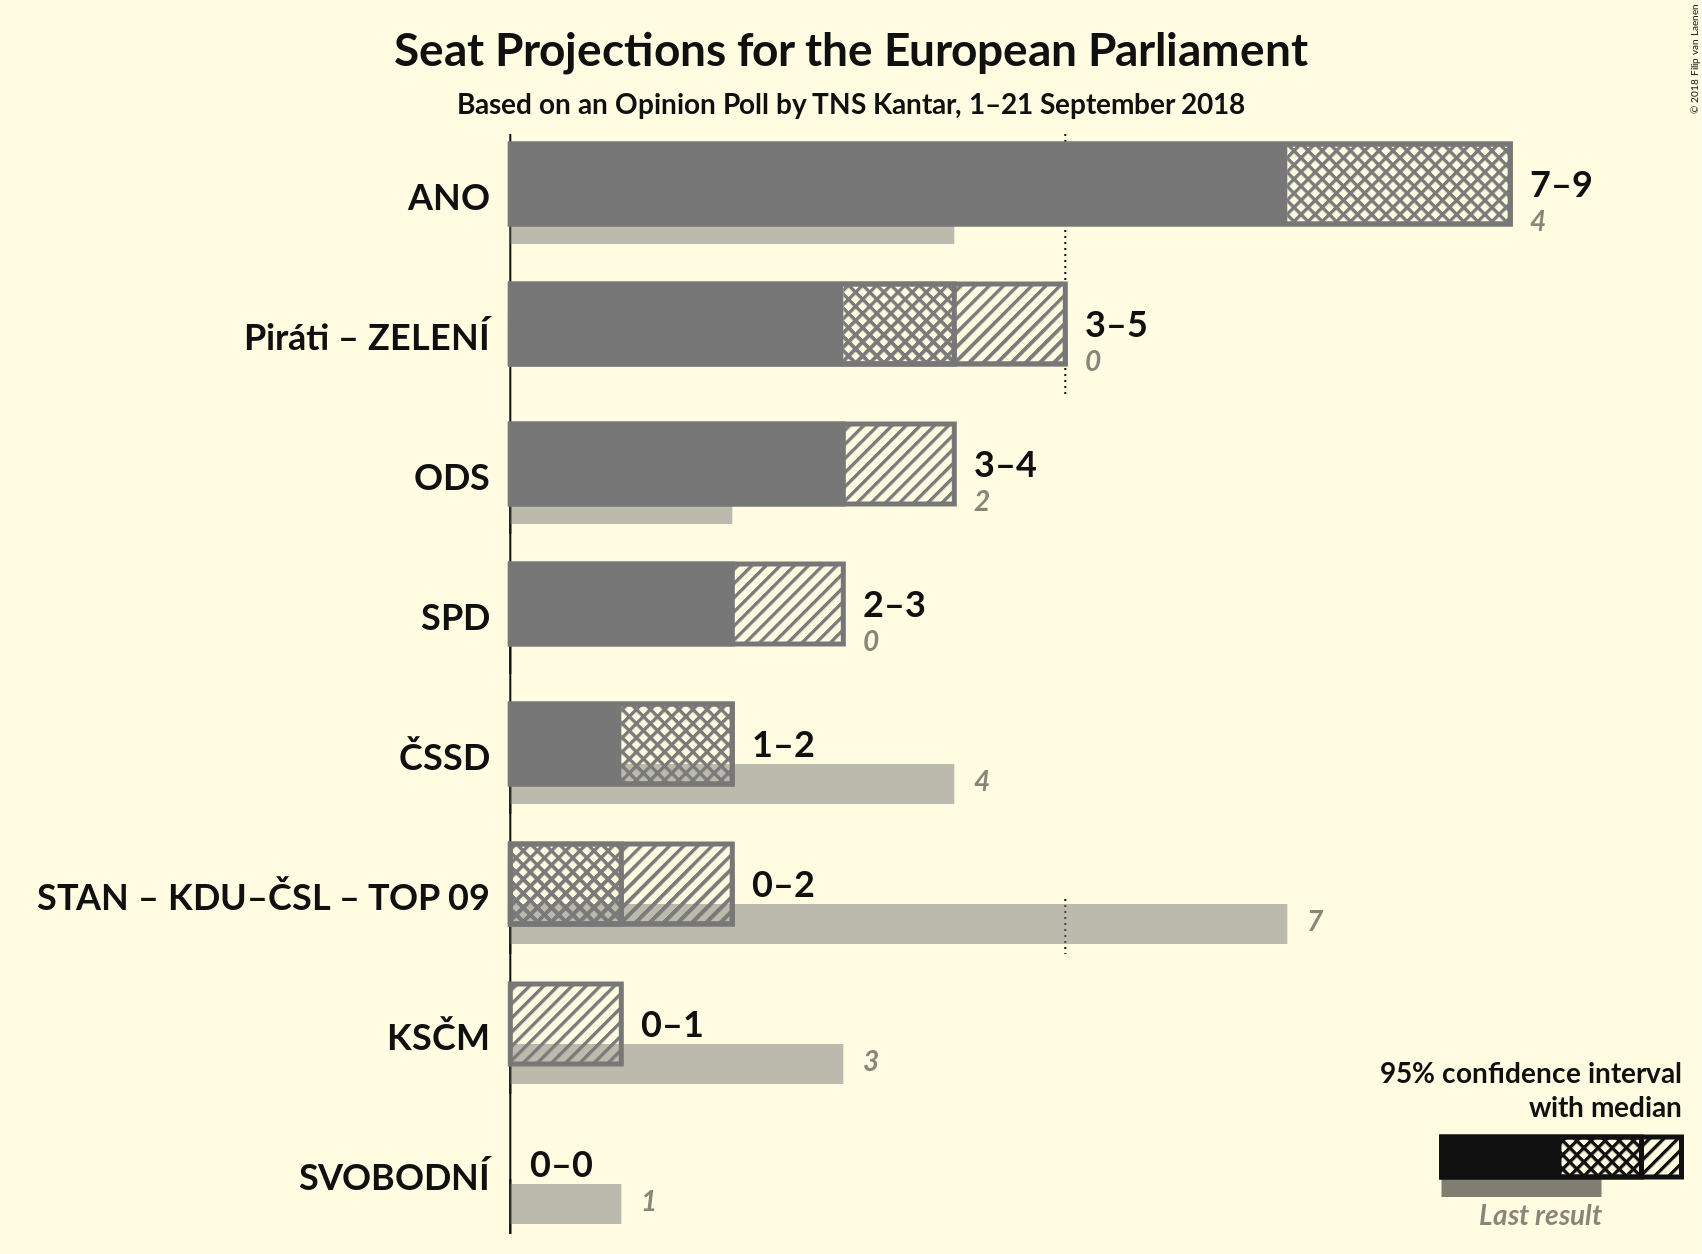 Seat Projections for the European Parliament
Based on an Opinion Poll by TNS Kantar, 1–21 September 2018
© 2018 Filip van Laenen
ANO
7–9
4
Piráti – ZELENÍ
3–5
0
ODS
3–4
2
SPD
2–3
0
ČSSD
1–2
4
STAN – KDU–ČSL – TOP 09
0–2
7
KSČM
0–1
3
SVOBODNÍ
0–0
1
95% confidence interval
with median
Last result